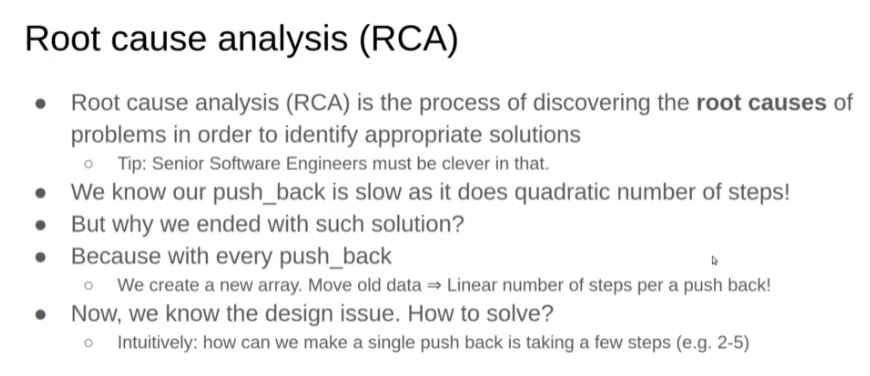 Root cause analysis (RCA)
● Root cause analysis (RCA) is the process of discovering the root causes of
problems in order to identify appropriate solutions
○ Tip: Senior Software Engineers must be clever in that.
● We know our push_back is slow as it does quadratic number of steps!
● But why we ended with such solution?
● Because with every push_back
○ We create a new array. Move old data ⇒ Linear number of steps per a push back!
● Now, we know the design issue. How to solve?
○ Intuitively: how can we make a single push back is taking a few steps (e.g. 2-5)